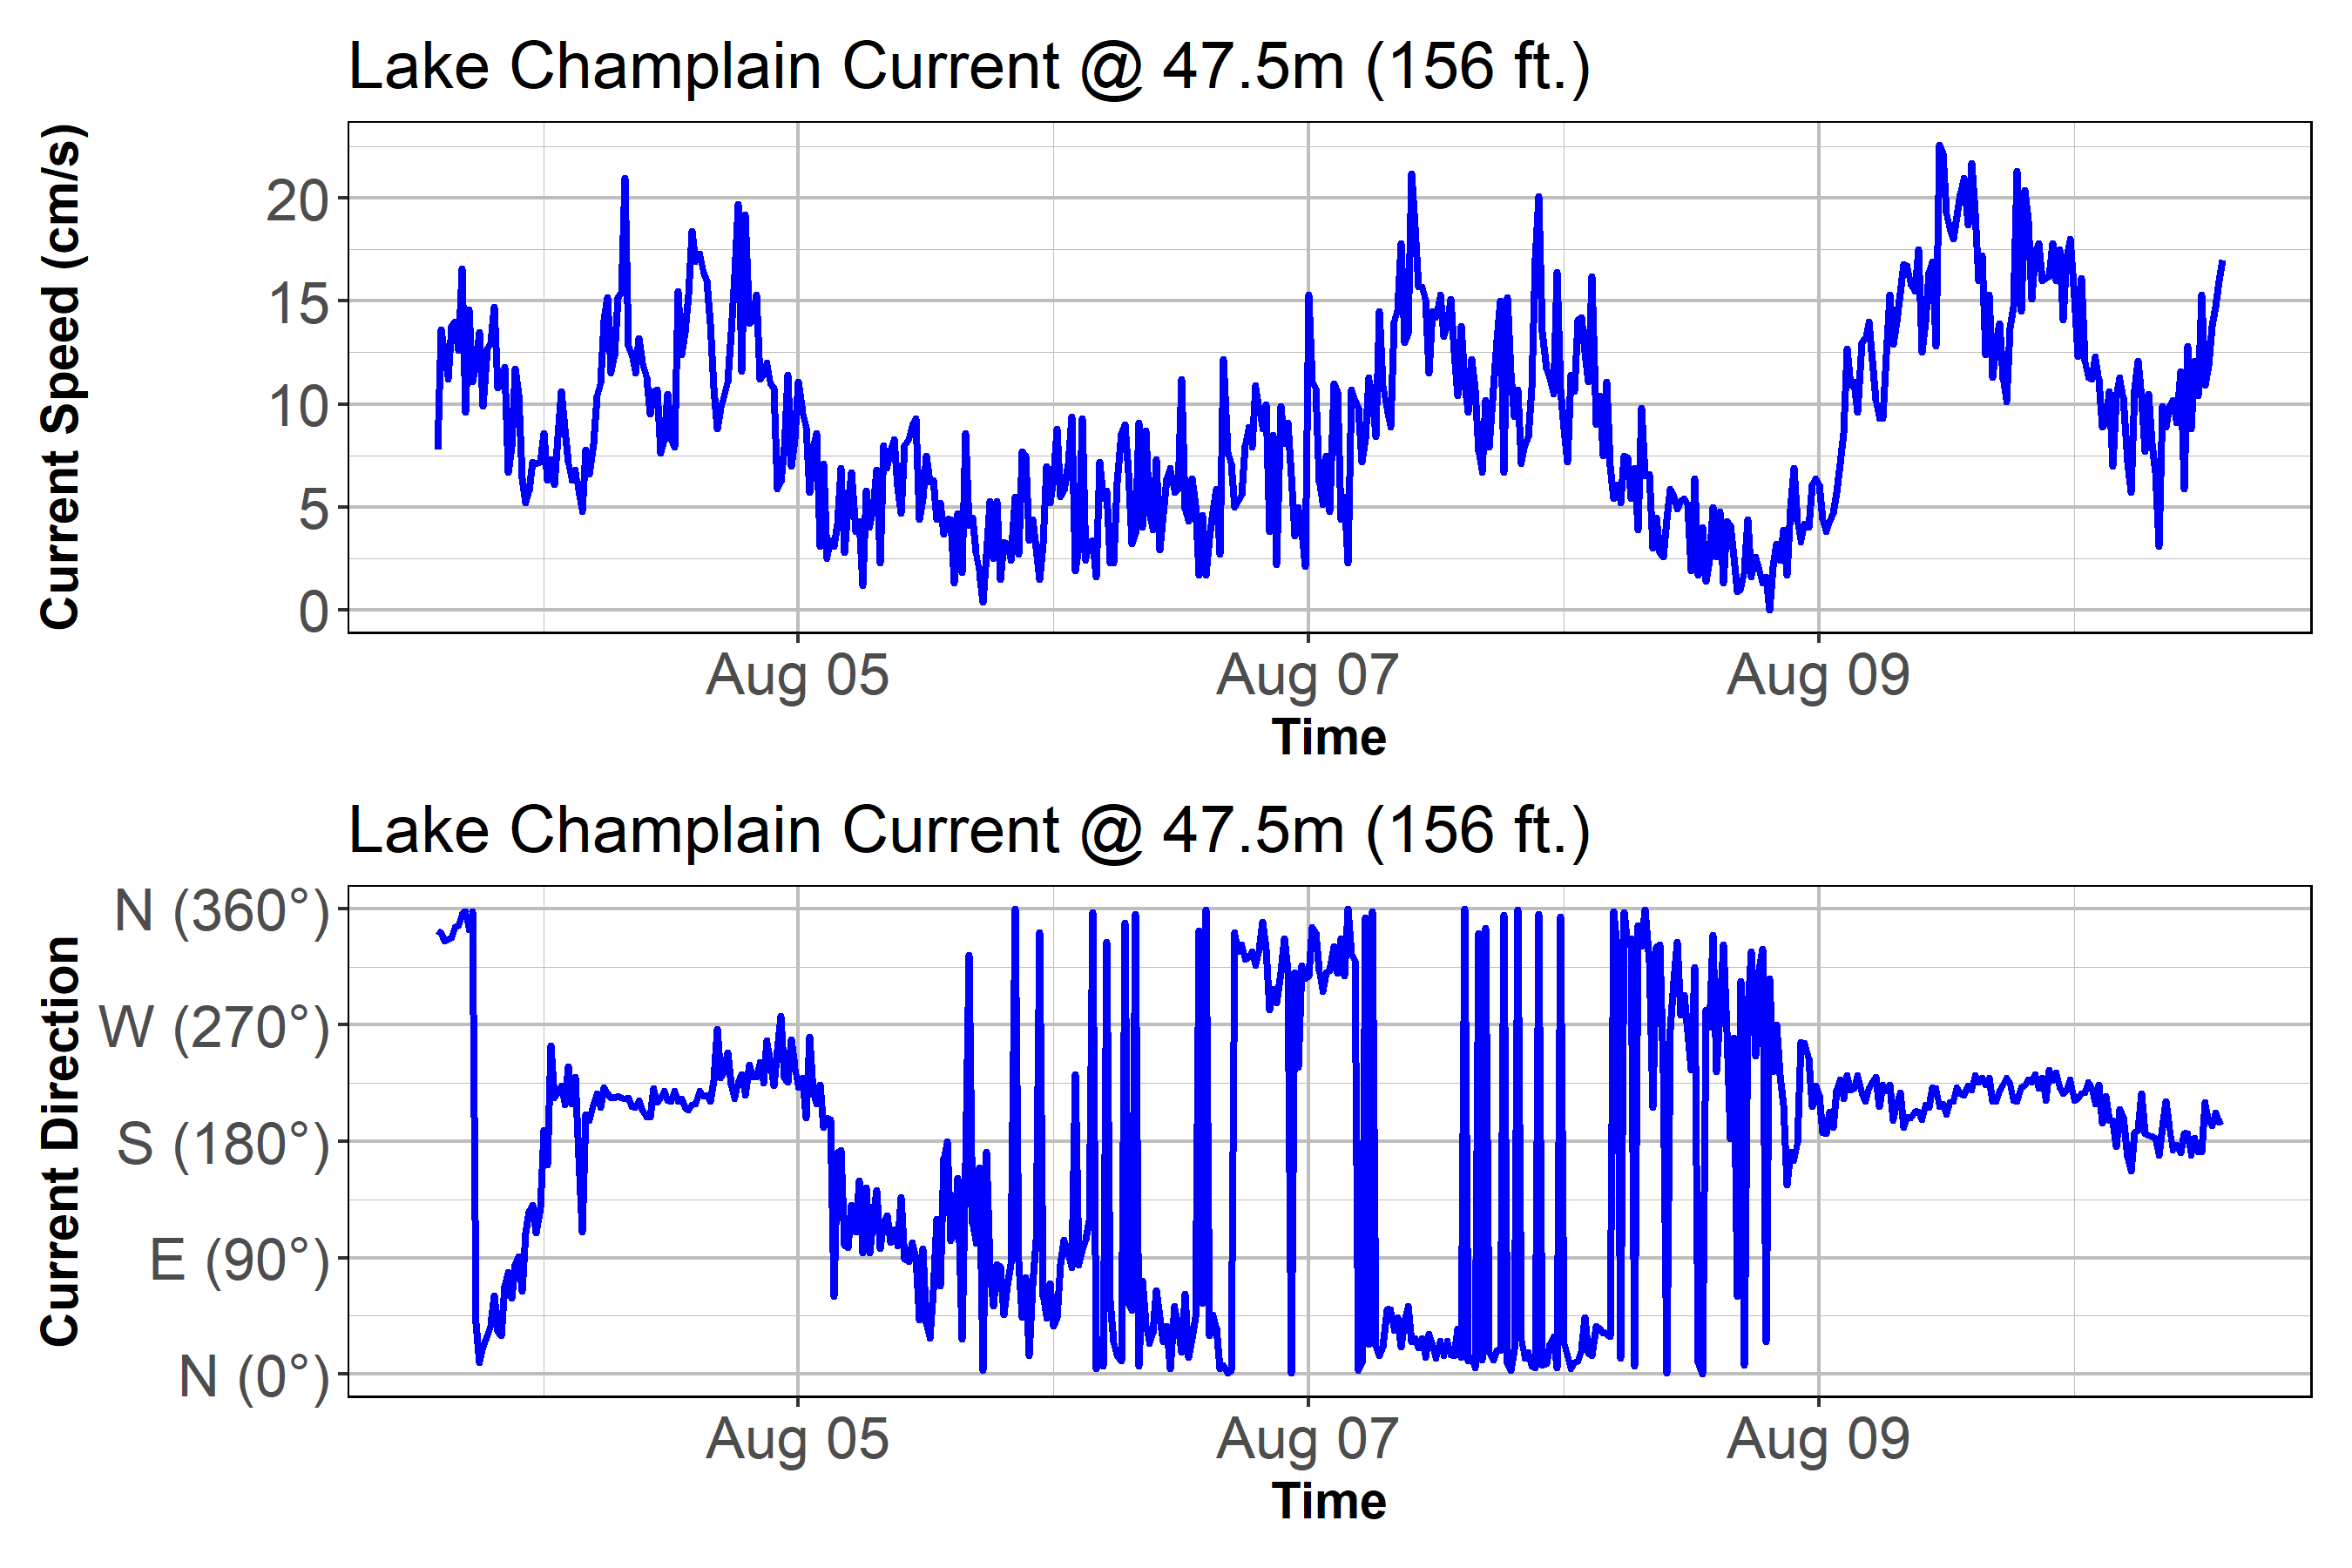 Lake Champlain Current @ 47.5m (156 ft.)
Current Speed (cm/s)
20
15
10
5
0
Aug 05 Aug 07 Aug 09
Time
Lake Champlain Current @ 47.5m (156 ft.)
Current Direction
N (360°)
W (270°)
S (180°)
E (90°)
N (0°)
Aug 05 Aug 07 Aug 09
Time